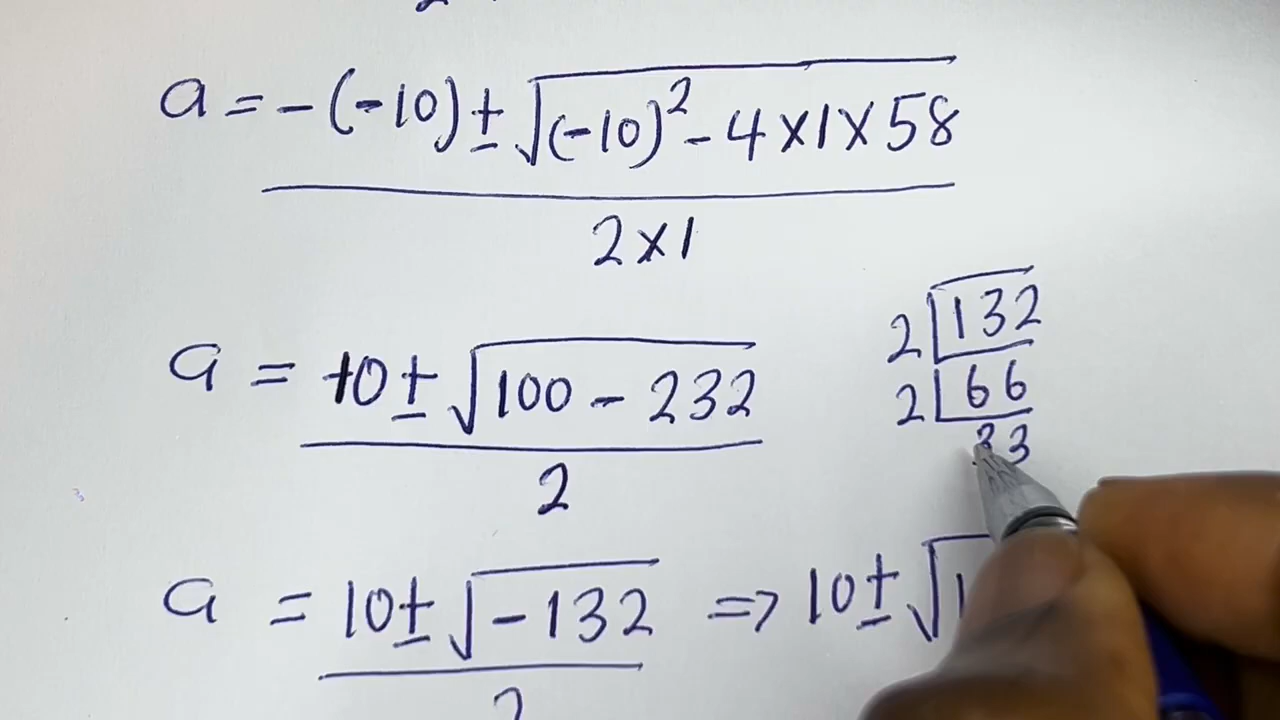 a = -(-10) ± √(-10)² - 4×1×58
2×1
a = 10 ± √100 - 232
2
2 132
2 66
33
a = 10 ± √-132 => 10 ± √1
2